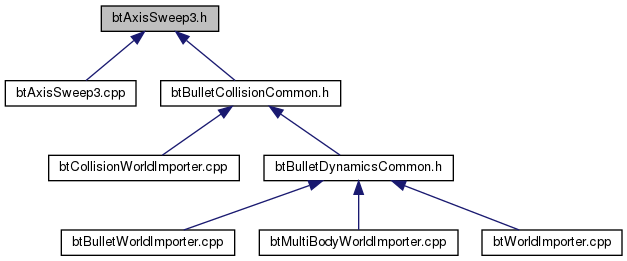 btAxisSweep3.h
btAxisSweep3.cpp
btBulletCollisionCommon.h
btCollisionWorldImporter.cpp
btBulletDynamicsCommon.h
btBulletWorldImporter.cpp
btMultiBodyWorldImporter.cpp
btWorldImporter.cpp